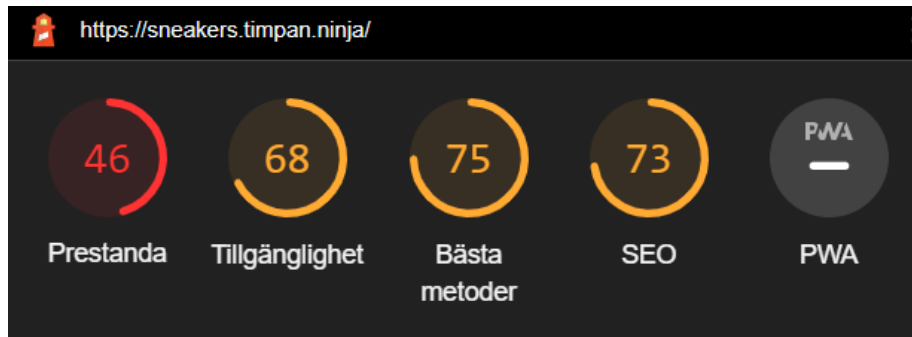 https://sneakers.timpan.ninja/
46
68
75
73
PWA
Prestanda
Tillgänglighet
Bästa
metoder
SEO
PWA